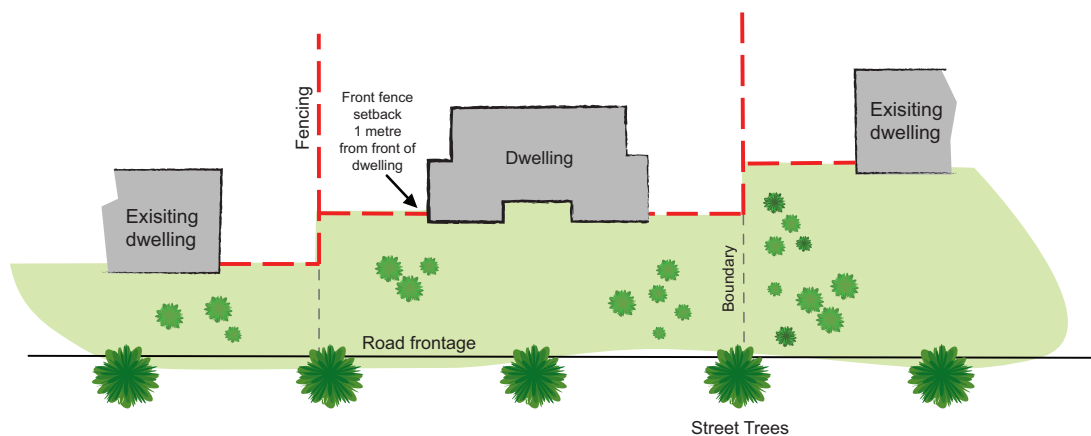 Fencing
Front fence
setback
1 metre
from front of
dwelling
Dwelling
Exisiting
dwelling
Exisiting
dwelling
Boundary
Road frontage
Street Trees